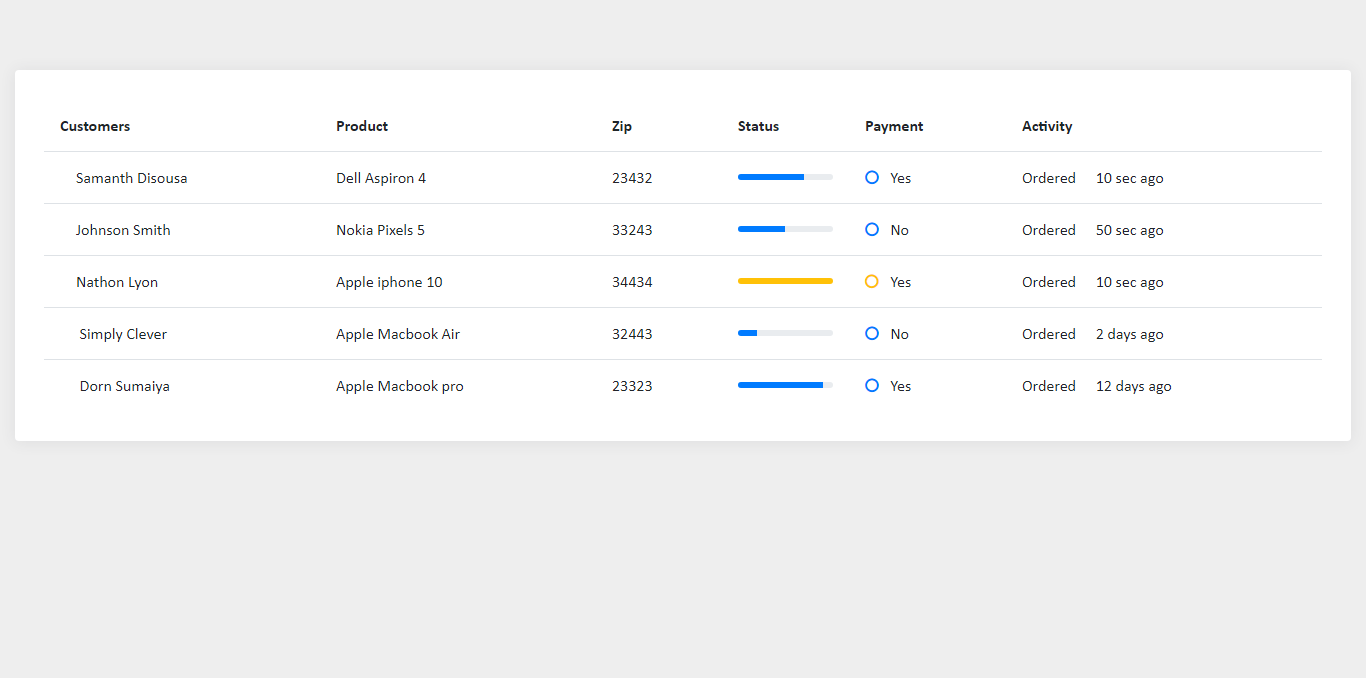 Customers Product Zip Status Payment Activity
Samanth Disousa Dell Aspiron 4 23432 Yes Ordered 10 sec ago
Johnson Smith Nokia Pixels 5 33243 No Ordered 50 sec ago
Nathon Lyon Apple iphone 10 34434 Yes Ordered 10 sec ago
Simply Clever Apple Macbook Air 32443 No Ordered 2 days ago
Dorn Sumaiya Apple Macbook pro 23323 Yes Ordered 12 days ago